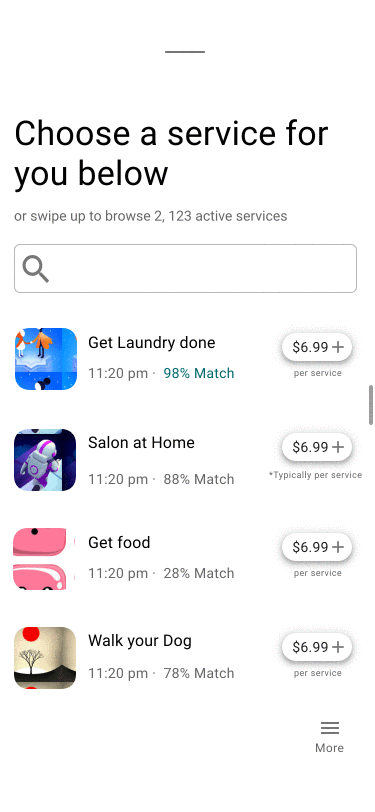 Choose a service for
you below
or swipe up to browse 2, 123 active services
Get Laundry done
$6.99
11:20 pm · 98% Match
per service
Salon at Home
$6.99
11:20 pm · 88% Match
*Typically per service
Get food
$6.99
11:20 pm · 28% Match
per service
Walk your Dog
$6.99
11:20 pm · 78% Match
per service
More